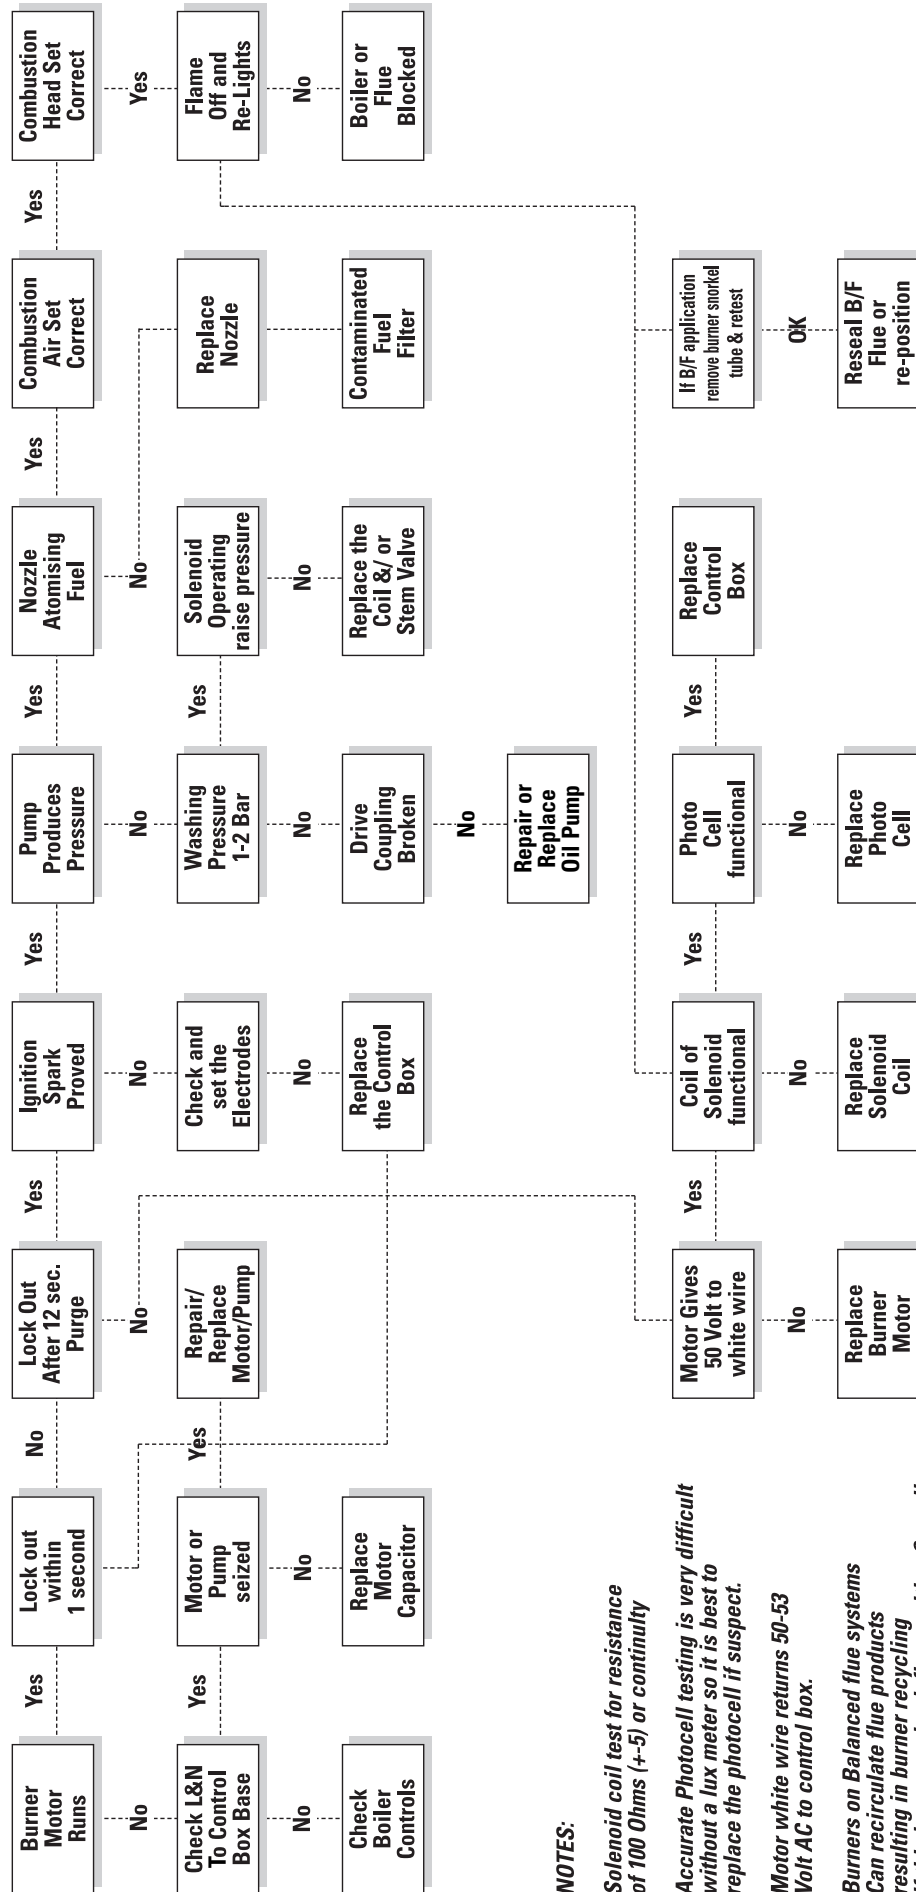 Burner
Motor
Runs
Yes
Lock out
within
1 second
No
Lock Out
After 12 sec.
Purge
Yes
Ignition
Spark
Proved
Yes
Pump
Produces
Pressure
Yes
Nozzle
Atomising
Fuel
Yes
Combustion
Air Set
Correct
Yes
Combustion
Head Set
Correct
No
No
No
No
No
Yes
Check L&N
To Control
Box Base
Yes
Motor or
Pump
seized
Yes
Repair/
Replace
Motor/Pump
Check and
set the
Electrodes
Washing
Pressure
1-2 Bar
Yes
Solenoid
Operating
raise pressure
Replace
Nozzle
Flame
Off and
Re-Lights
No
No
No
No
No
No
Check
Boiler
Controls
Replace
Motor
Capacitor
Replace
the Control
Box
Drive
Coupling
Broken
Replace the
Coil &/ or
Stem Valve
Contaminated
Fuel
Filter
Boiler or
Flue
Blocked
No
Repair or
Replace
Oil Pump
Motor Gives
50 Volt to
white wire
Yes
Coil of
Solenoid
functional
Yes
Photo
Cell
functional
Yes
Replace
Control
Box
If B/F application
remove burner snorkel
tube & retest
No
No
No
OK
Replace
Burner
Motor
Replace
Solenoid
Coil
Replace
Photo
Cell
Reseal B/F
Flue or
re-position
NOTES:
Solenoid coil test for resistance
of 100 Ohms (+-5) or continuity
Accurate Photocell testing is very difficult
without a lux meter so it is best to
replace the photocell if suspect.
Motor white wire returns 50-53
Volt AC to control box.
Burners on Balanced flue systems
Can recirculate flue products
resulting in burner recycling